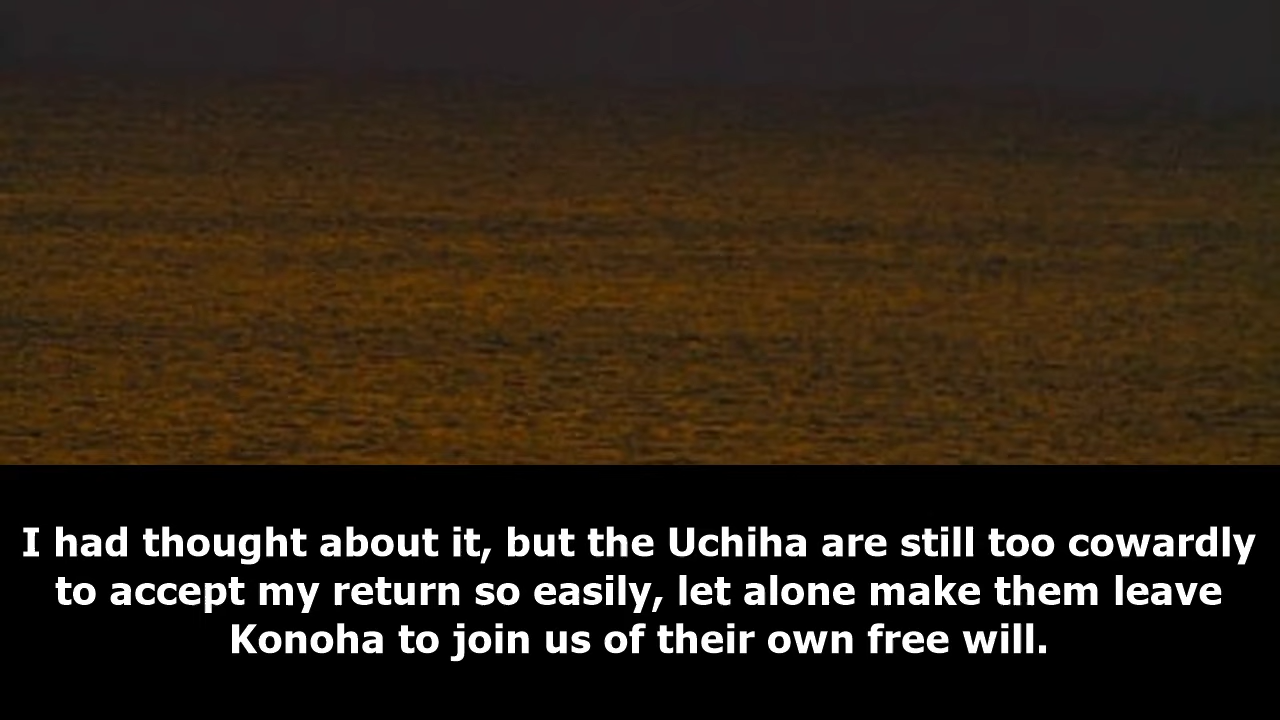 I had thought about it, but the Uchiha are still too cowardly
to accept my return so easily, let alone make them leave
Konoha to join us of their own free will.